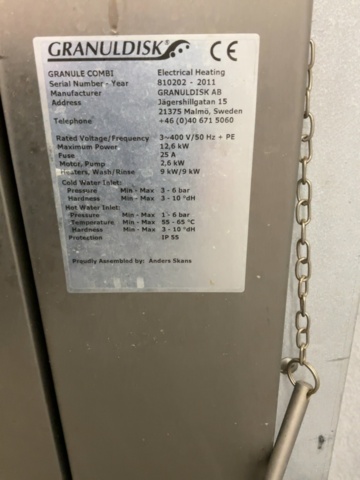 GRANULDISK® CE
GRANULE COMBI Electrical Heating
Serial Number - Year 810202 - 2011
Manufacturer GRANULDISK AB
Address Jägershillgatan 15
21375 Malmö, Sweden
Telephone +46 (0)40 671 5060
Rated Voltage/Frequency 3~400 V/50 Hz + PE
Maximum Power 12,6 kW
Fuse 25 A
Motor, Pump 2,6 kW
Heaters, Wash/Rinse 9 kW/9 kW
Cold Water Inlet:
Pressure Min - Max 3 - 6 bar
Hardness Min - Max 3 - 10 °dH
Hot Water Inlet:
Pressure Min - Max 1 - 6 bar
Temperature Min - Max 55 - 65 °C
Hardness Min - Max 3 - 10 °dH
Protection IP 55
Proudly Assembled by: Anders Skans